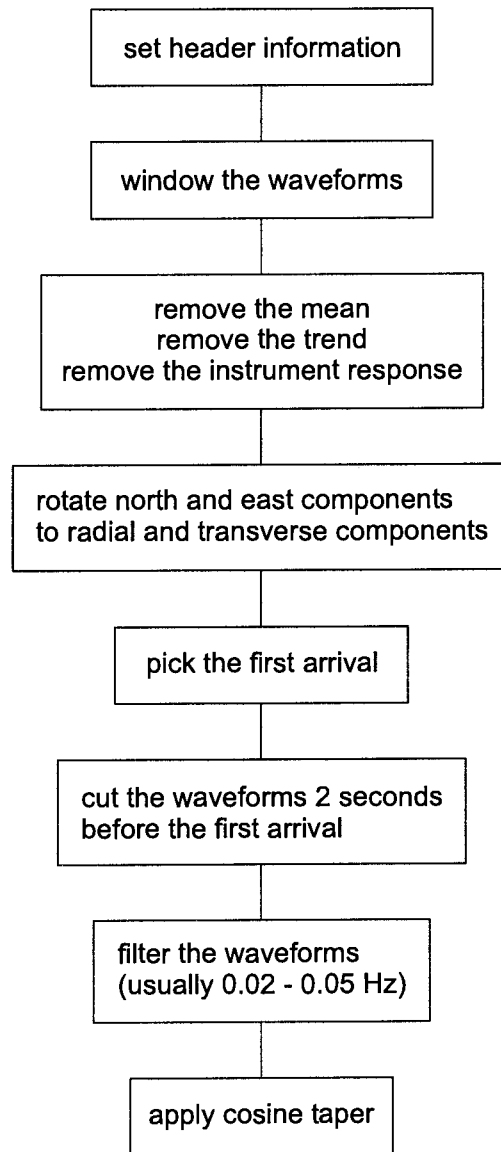 set header information
window the waveforms
remove the mean
remove the trend
remove the instrument response
rotate north and east components
to radial and transverse components
pick the first arrival
cut the waveforms 2 seconds
before the first arrival
filter the waveforms
(usually 0.02 - 0.05 Hz)
apply cosine taper